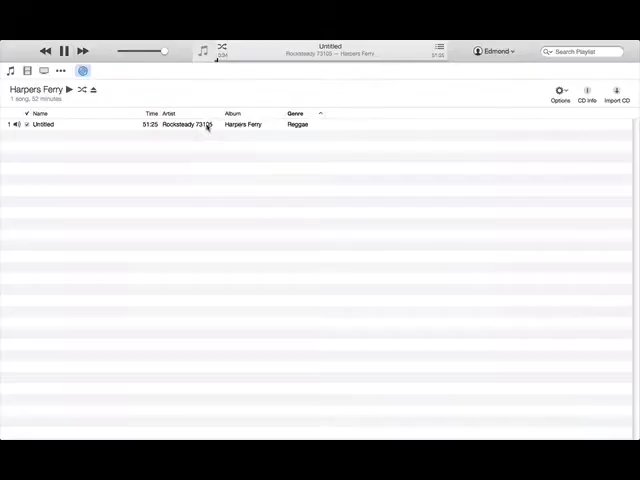 Untitled
Rocksteady 73105 — Harpers Ferry
0:34
51:05
Edmond
Search Playlist
Harpers Ferry
1 song, 52 minutes
Options
CD Info
Import CD
Name Time Artist Album Genre
1 Untitled 51:25 Rocksteady 73105 Harpers Ferry Reggae